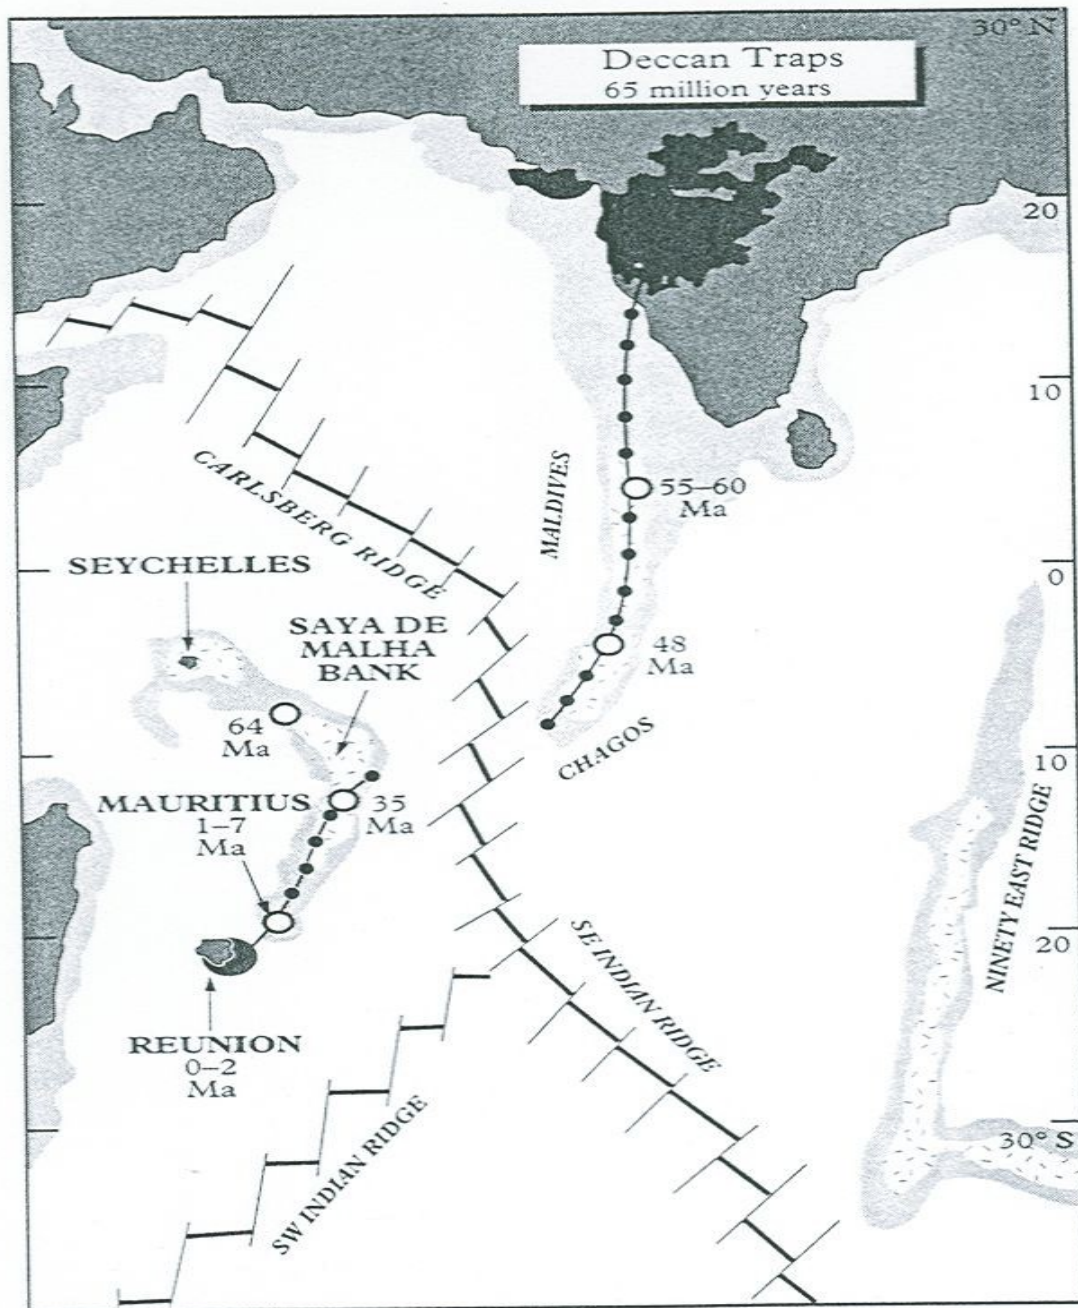 30° N
Deccan Traps
65 million years
20
10
CARLSBERG RIDGE
MALDIVES
55–60
Ma
0
SEYCHELLES
SAYA DE
MALHA
BANK
48
Ma
64
Ma
CHAGOS
10
MAURITIUS
1–7
Ma
35
Ma
NINETY EAST RIDGE
SE INDIAN RIDGE
20
REUNION
0–2
Ma
SW INDIAN RIDGE
30° S